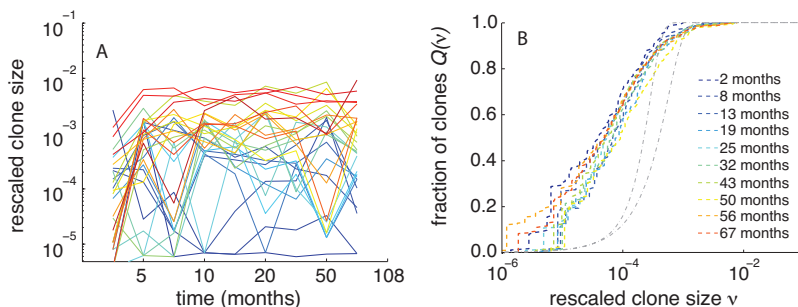 A
rescaled clone size
10⁻¹
10⁻²
10⁻³
10⁻⁴
10⁻⁵
5
10
20
50
108
time (months)
B
fraction of clones Q(ν)
1.0
0.8
0.6
0.4
0.2
0.0
10⁻⁶
10⁻⁴
10⁻²
rescaled clone size ν
2 months
8 months
13 months
19 months
25 months
32 months
43 months
50 months
56 months
67 months